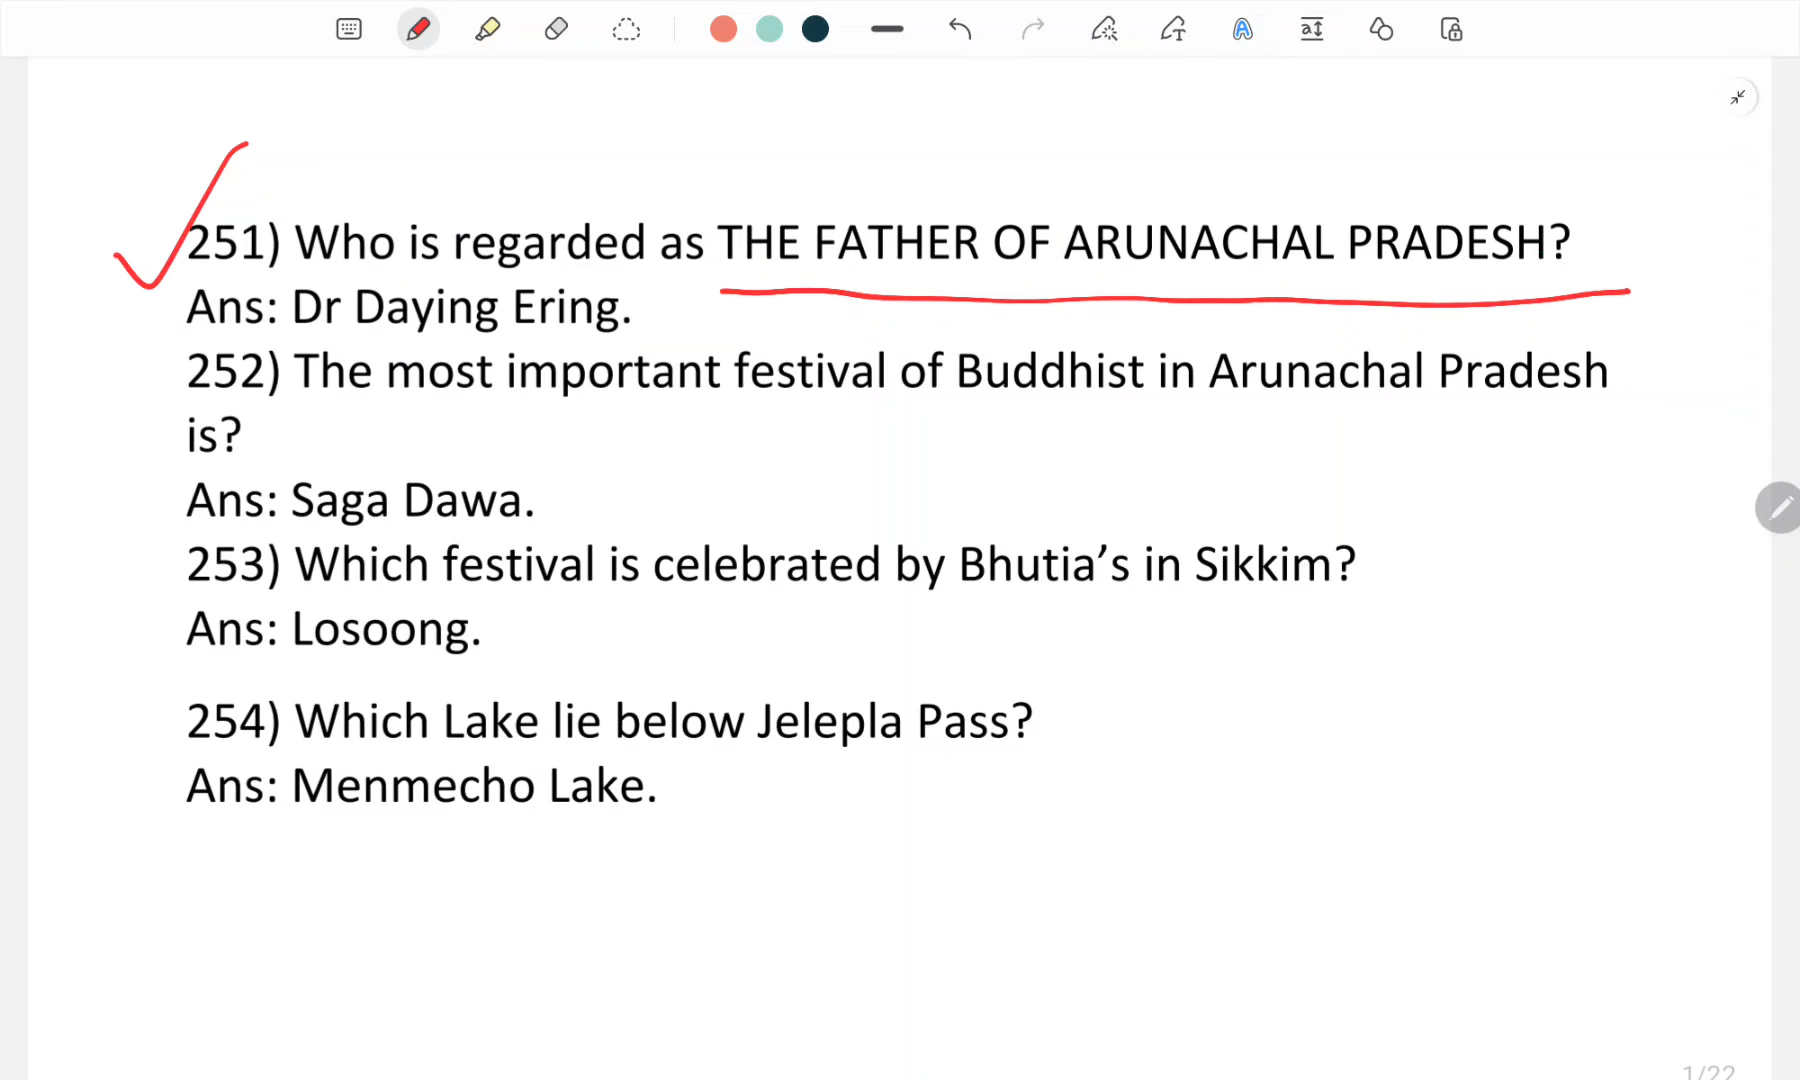 251) Who is regarded as THE FATHER OF ARUNACHAL PRADESH?
Ans: Dr Daying Ering.
252) The most important festival of Buddhist in Arunachal Pradesh
is?
Ans: Saga Dawa.
253) Which festival is celebrated by Bhutia’s in Sikkim?
Ans: Losoong.
254) Which Lake lie below Jelepla Pass?
Ans: Menmecho Lake.
1/22